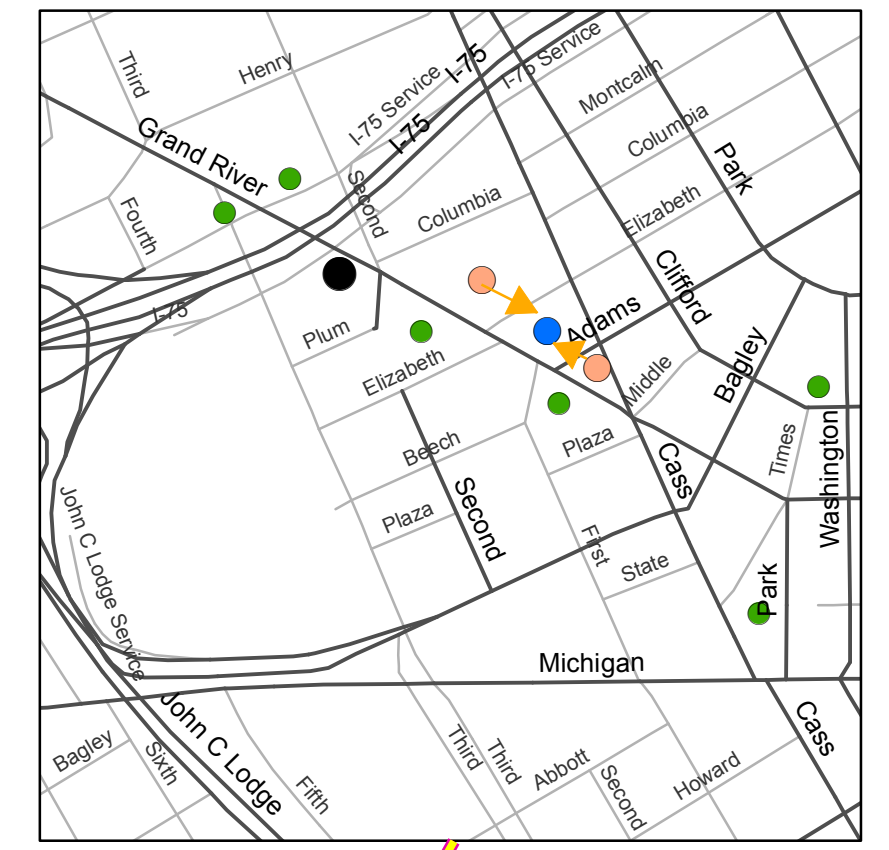 Third
Henry
I-75
I-75 Service
I-75 Service
Montcalm
I-75
Grand River
Columbia
Park
Second
Fourth
Columbia
Elizabeth
Clifford
I-75
Plum
Adams
Elizabeth
Middle
Bagley
Beech
Plaza
Times
Washington
Cass
Plaza
Second
John C Lodge Service
First
State
Park
Michigan
John C Lodge
Cass
Bagley
Sixth
Third
Third
Abbott
Howard
Fifth
Second